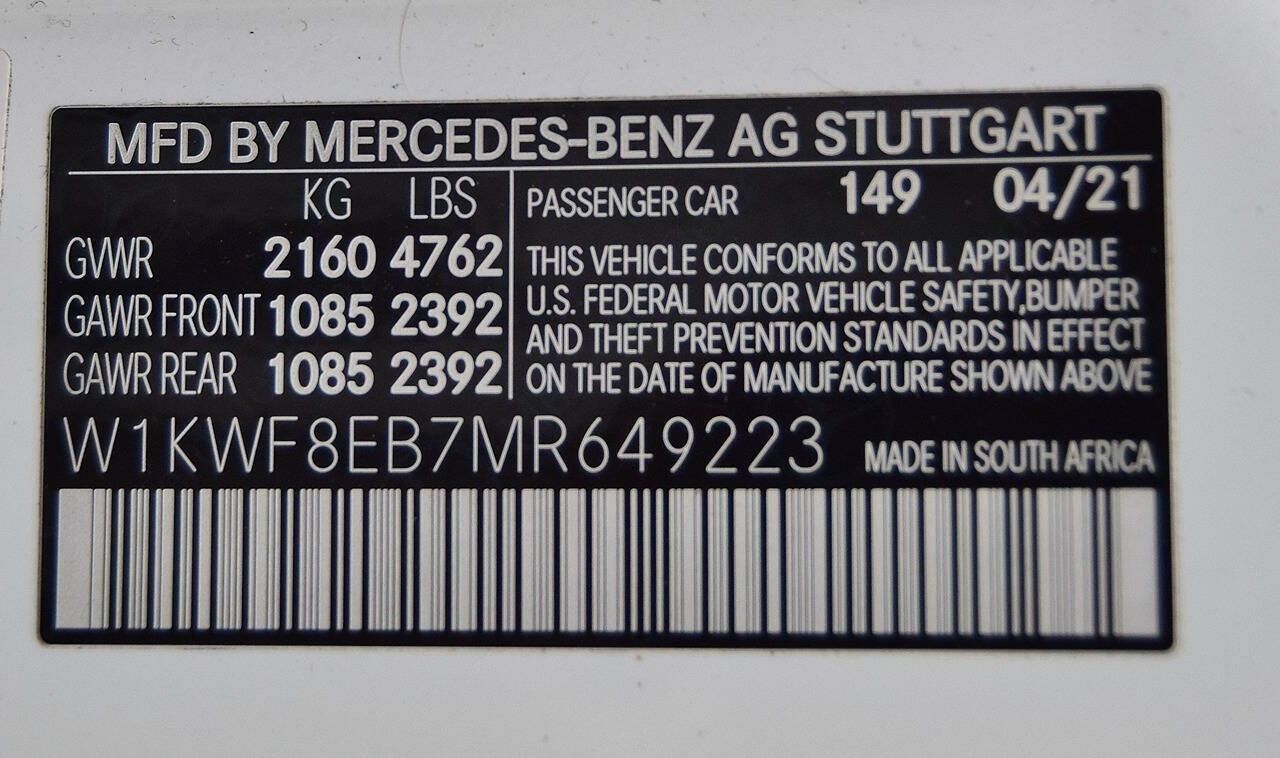 MFD BY MERCEDES-BENZ AG STUTTGART
KG LBS
GVWR 2160 4762
GAWR FRONT 1085 2392
GAWR REAR 1085 2392
PASSENGER CAR 149 04/21
THIS VEHICLE CONFORMS TO ALL APPLICABLE
U.S. FEDERAL MOTOR VEHICLE SAFETY,BUMPER
AND THEFT PREVENTION STANDARDS IN EFFECT
ON THE DATE OF MANUFACTURE SHOWN ABOVE
W1KWF8EB7MR649223 MADE IN SOUTH AFRICA